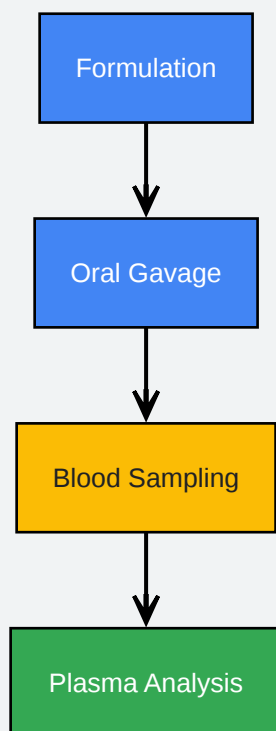 Formulation
Oral Gavage
Blood Sampling
Plasma Analysis